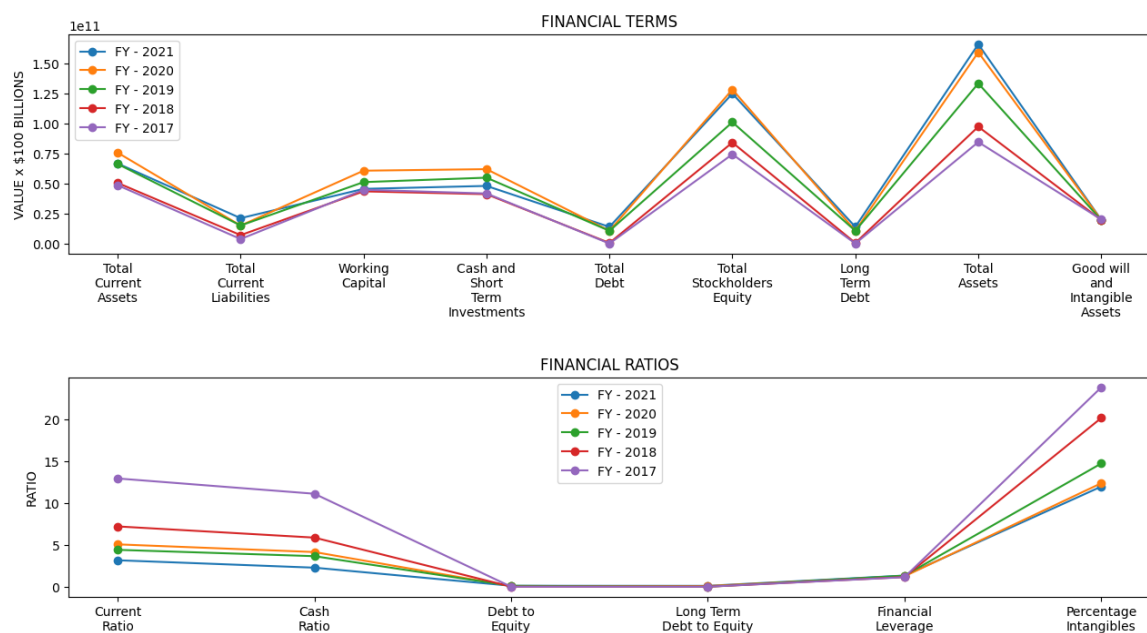 FINANCIAL TERMS
1e11
VALUE x $100 BILLIONS
1.50
1.25
1.00
0.75
0.50
0.25
0.00
FY - 2021
FY - 2020
FY - 2019
FY - 2018
FY - 2017
Total
Current
Assets
Total
Current
Liabilities
Working
Capital
Cash and
Short
Term
Investments
Total
Debt
Total
Stockholders
Equity
Long
Term
Debt
Total
Assets
Good will
and
Intangible
Assets
FINANCIAL RATIOS
RATIO
20
15
10
5
0
FY - 2021
FY - 2020
FY - 2019
FY - 2018
FY - 2017
Current
Ratio
Cash
Ratio
Debt to
Equity
Long Term
Debt to Equity
Financial
Leverage
Percentage
Intangibles